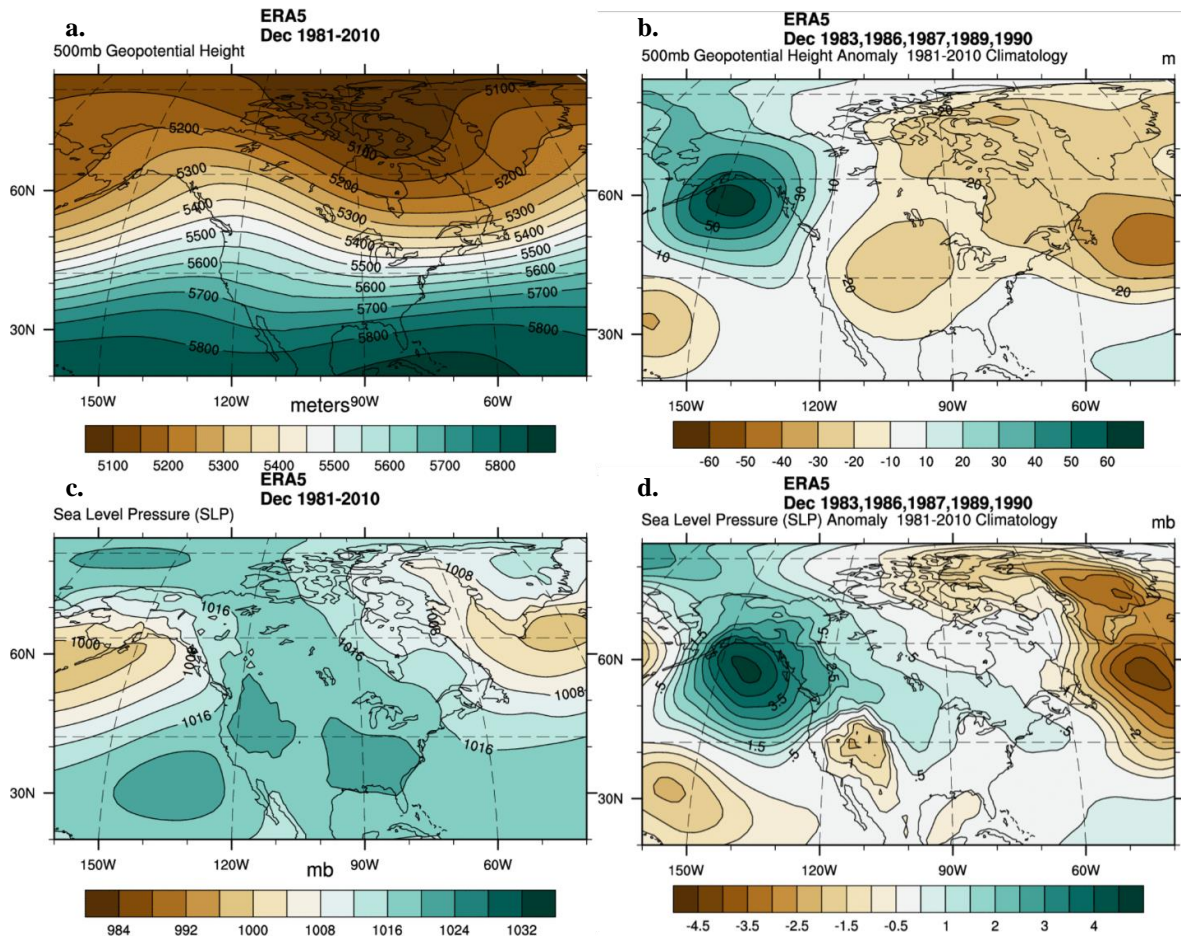 a.
ERA5
Dec 1981-2010
500mb Geopotential Height
5100
5200
5100
5300
5200
5200
5400
5300
5300
5500
5400
5400
5600
5500
5500
5700
5600
5600
5700
5700
5800
5800
60N
30N
150W
120W
meters
90W
60W
5100 5200 5300 5400 5500 5600 5700 5800
b.
ERA5
Dec 1983,1986,1987,1989,1990
500mb Geopotential Height Anomaly 1981-2010 Climatology
m
-20
-20
10
30
50
10
-20
-20
60N
30N
150W
120W
90W
60W
-60 -50 -40 -30 -20 -10 10 20 30 40 50 60
c.
ERA5
Dec 1981-2010
Sea Level Pressure (SLP)
1008
1016
1008
1000
1008
1016
1008
1016
1016
60N
30N
150W
120W
mb
90W
60W
984 992 1000 1008 1016 1024 1032
d.
ERA5
Dec 1983,1986,1987,1989,1990
Sea Level Pressure (SLP) Anomaly 1981-2010 Climatology
mb
1.5
.5
.5
.5
3.5
1.5
.5
.5
.5
60N
30N
150W
120W
90W
60W
-4.5 -3.5 -2.5 -1.5 -0.5 1 2 3 4